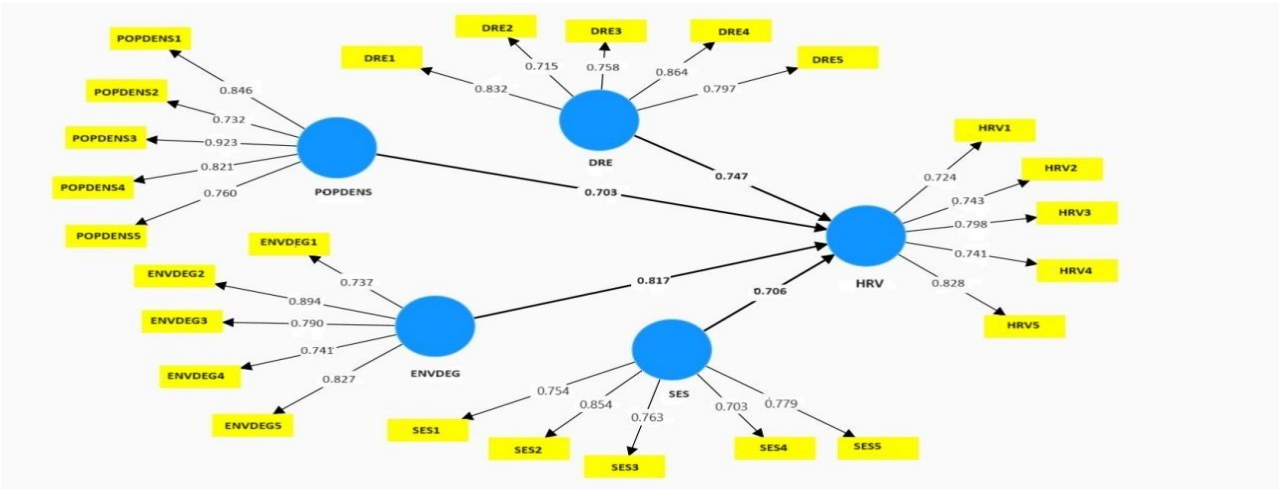 POPDENS1
POPDENS2
POPDENS3
POPDENS4
POPDENS5
0.846
0.732
0.923
0.821
0.760
POPDENS
DRE1
DRE2
DRE3
DRE4
DRE5
0.832
0.715
0.758
0.864
0.797
DRE
0.747
0.703
0.817
0.706
ENVDEG1
ENVDEG2
ENVDEG3
ENVDEG4
ENVDEG5
0.737
0.894
0.790
0.741
0.827
ENVDEG
SES
0.754
0.854
0.763
0.703
0.779
SES1
SES2
SES3
SES4
SES5
HRV
0.724
0.743
0.798
0.741
0.828
HRV1
HRV2
HRV3
HRV4
HRV5